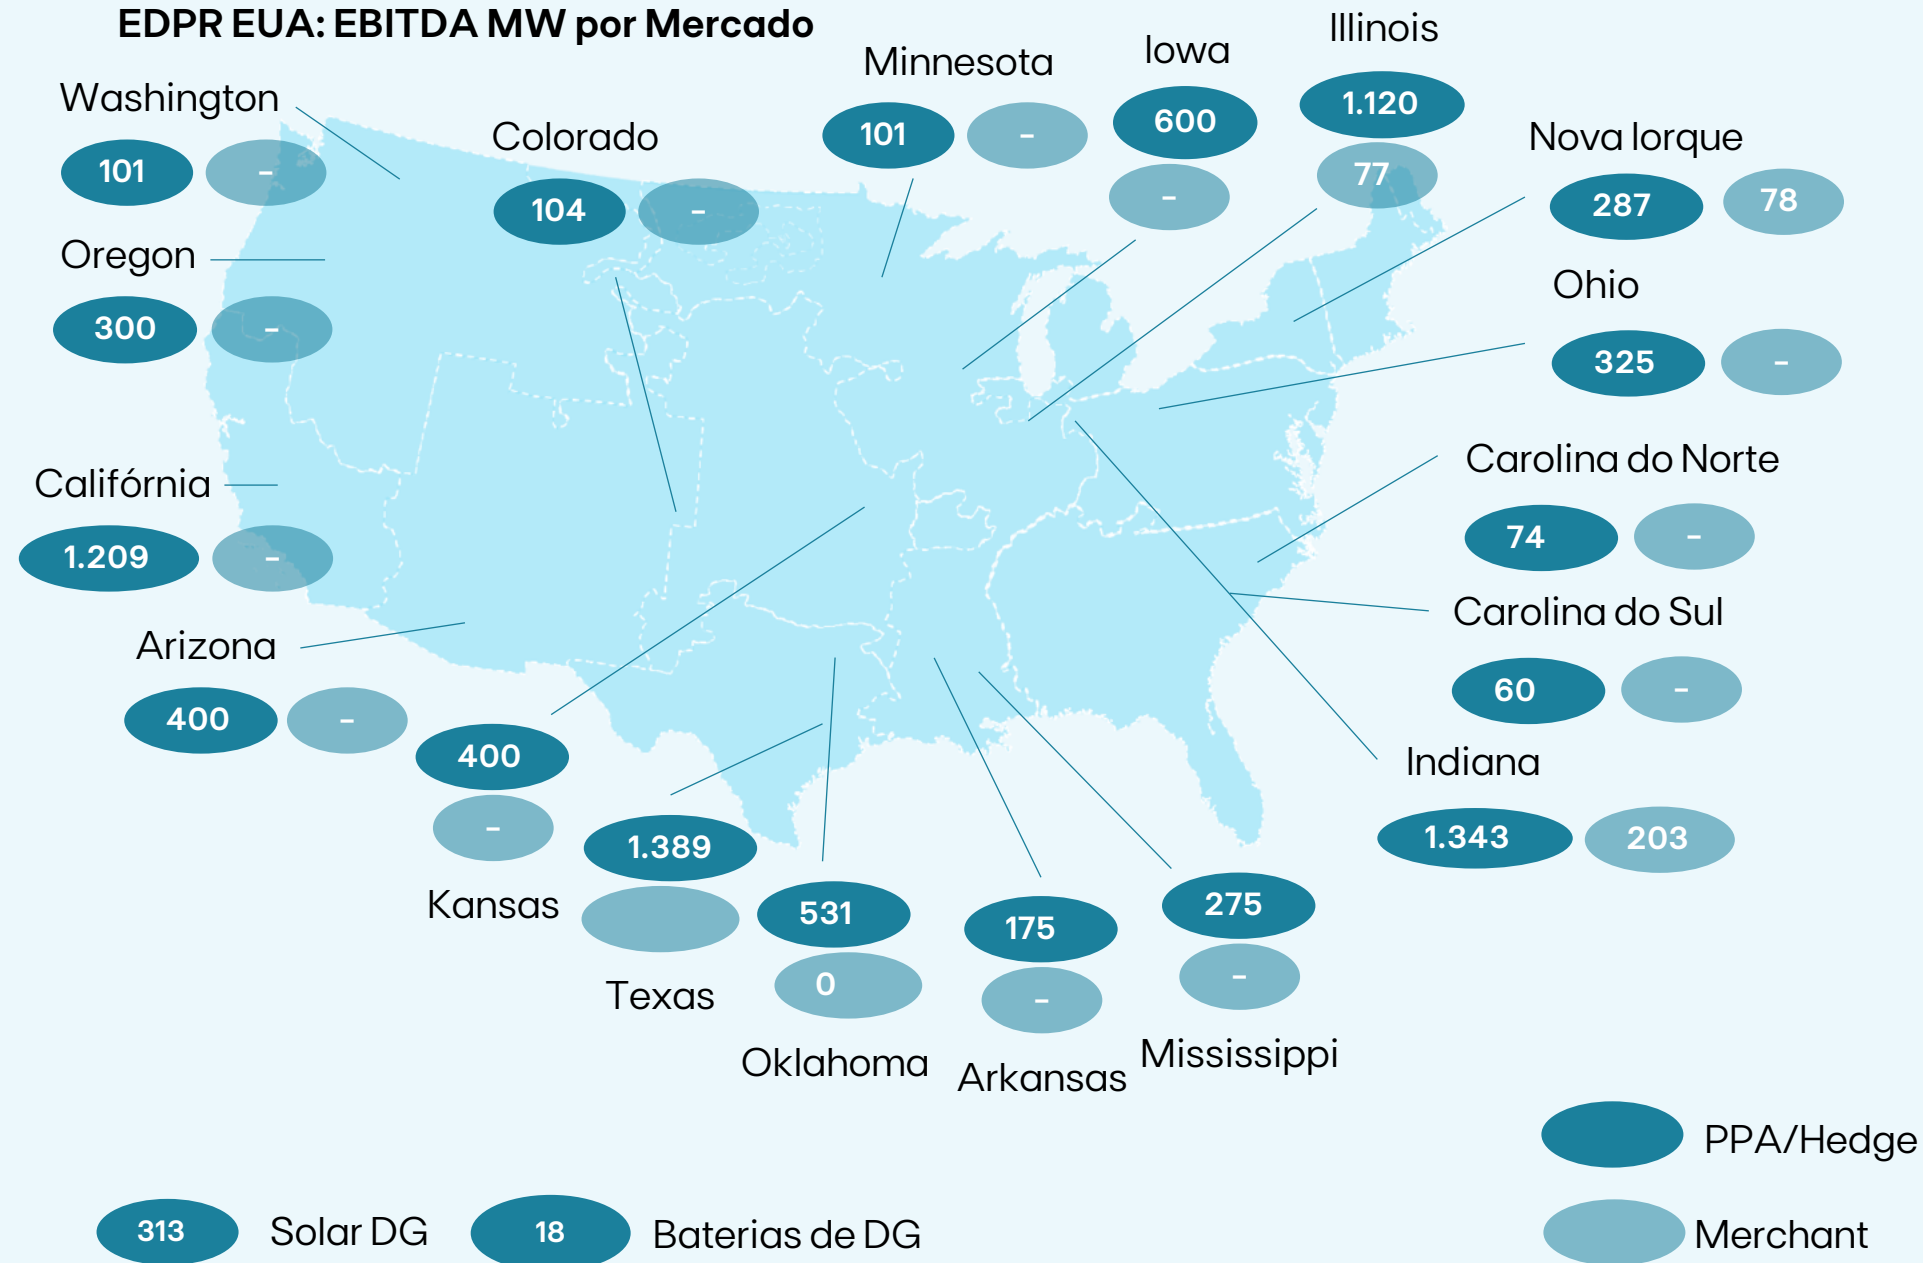 EDPR EUA: EBITDA MW por Mercado
Washington
101
-
Oregon
300
-
Califórnia
1.209
-
Arizona
400
-
Colorado
104
-
Minnesota
101
-
Iowa
600
-
Illinois
1.120
77
Nova Iorque
287
78
Ohio
325
-
Carolina do Norte
74
-
Carolina do Sul
60
-
Indiana
1.343
203
400
-
Kansas
1.389
Texas
531
0
Oklahoma
175
-
Arkansas
275
-
Mississippi
PPA/Hedge
Merchant
313
Solar DG
18
Baterias de DG